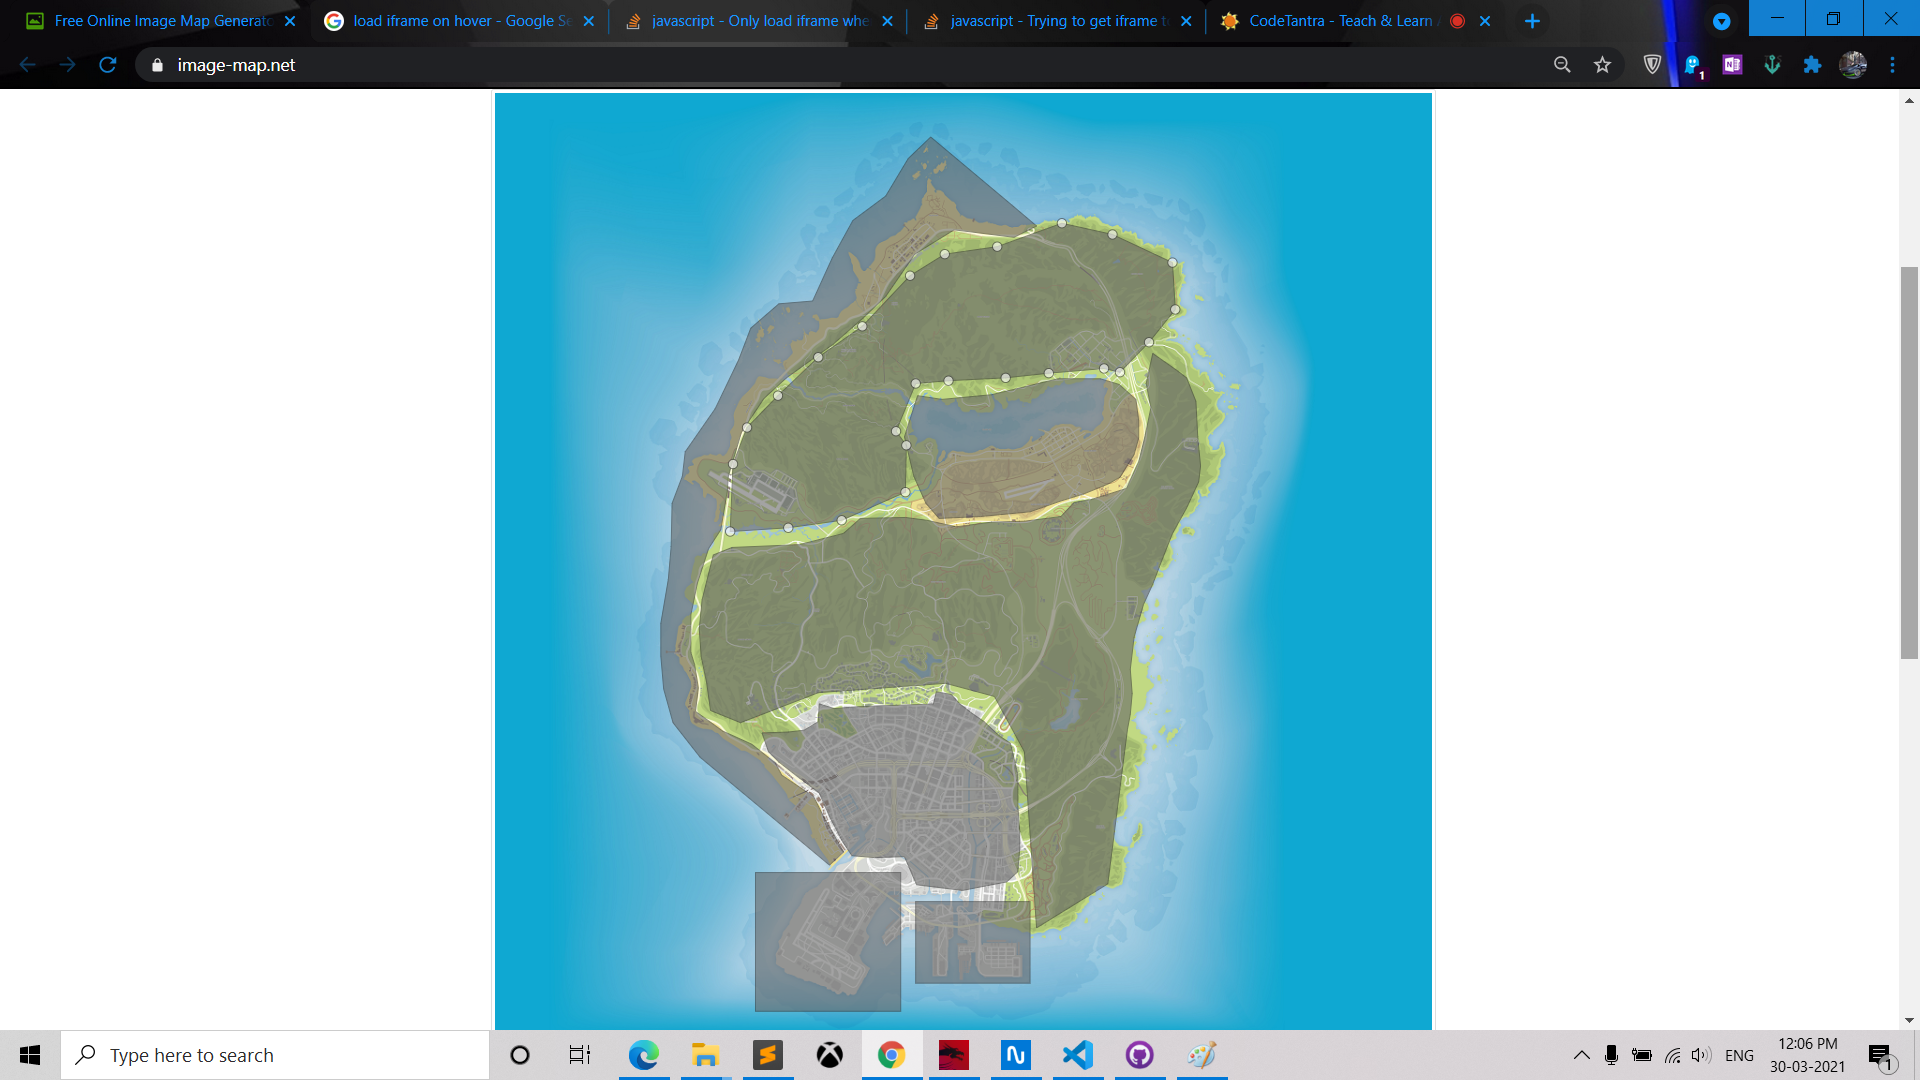 Free Online Image Map Generato
load iframe on hover - Google Se
javascript - Only load iframe whe
javascript - Trying to get iframe t
CodeTantra - Teach & Learn
image-map.net
1
N
Type here to search
ENG
12:06 PM
30-03-2021
1